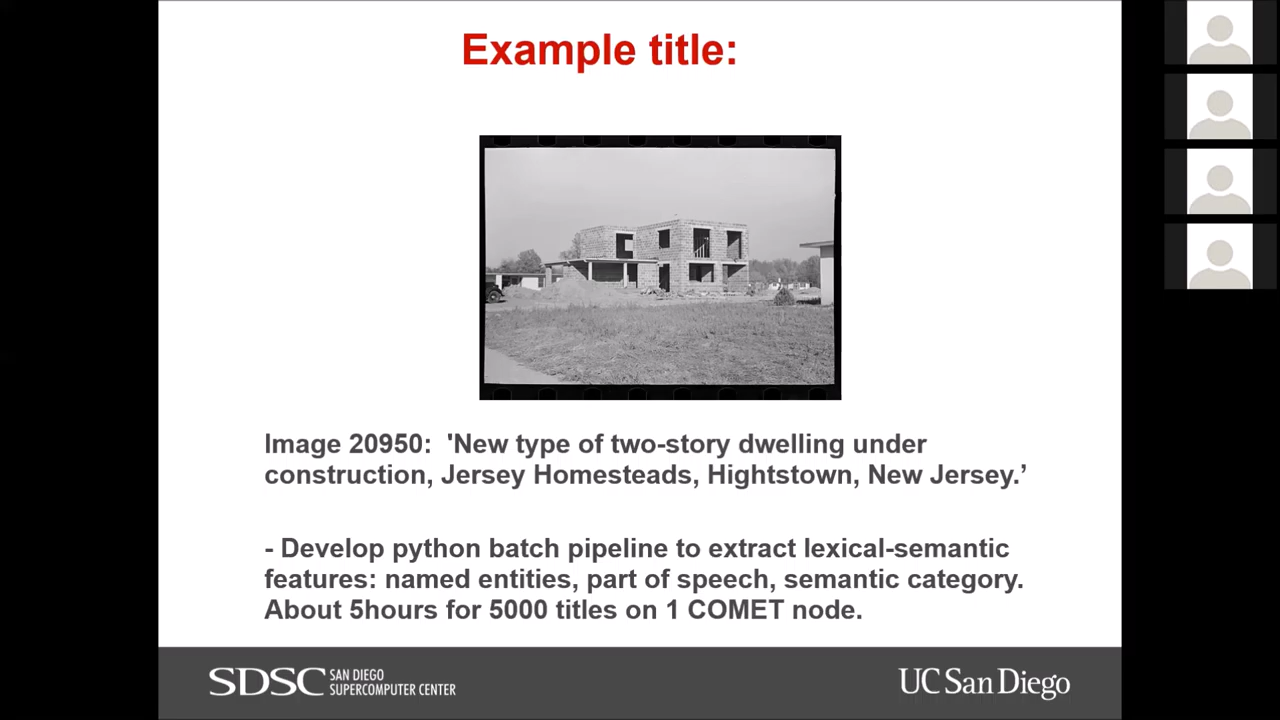 Example title:
Image 20950:  'New type of two-story dwelling under
construction, Jersey Homesteads, Hightstown, New Jersey.’
- Develop python batch pipeline to extract lexical-semantic
features: named entities, part of speech, semantic category.
About 5hours for 5000 titles on 1 COMET node.
SDSC SAN DIEGO
SUPERCOMPUTER CENTER
UC San Diego